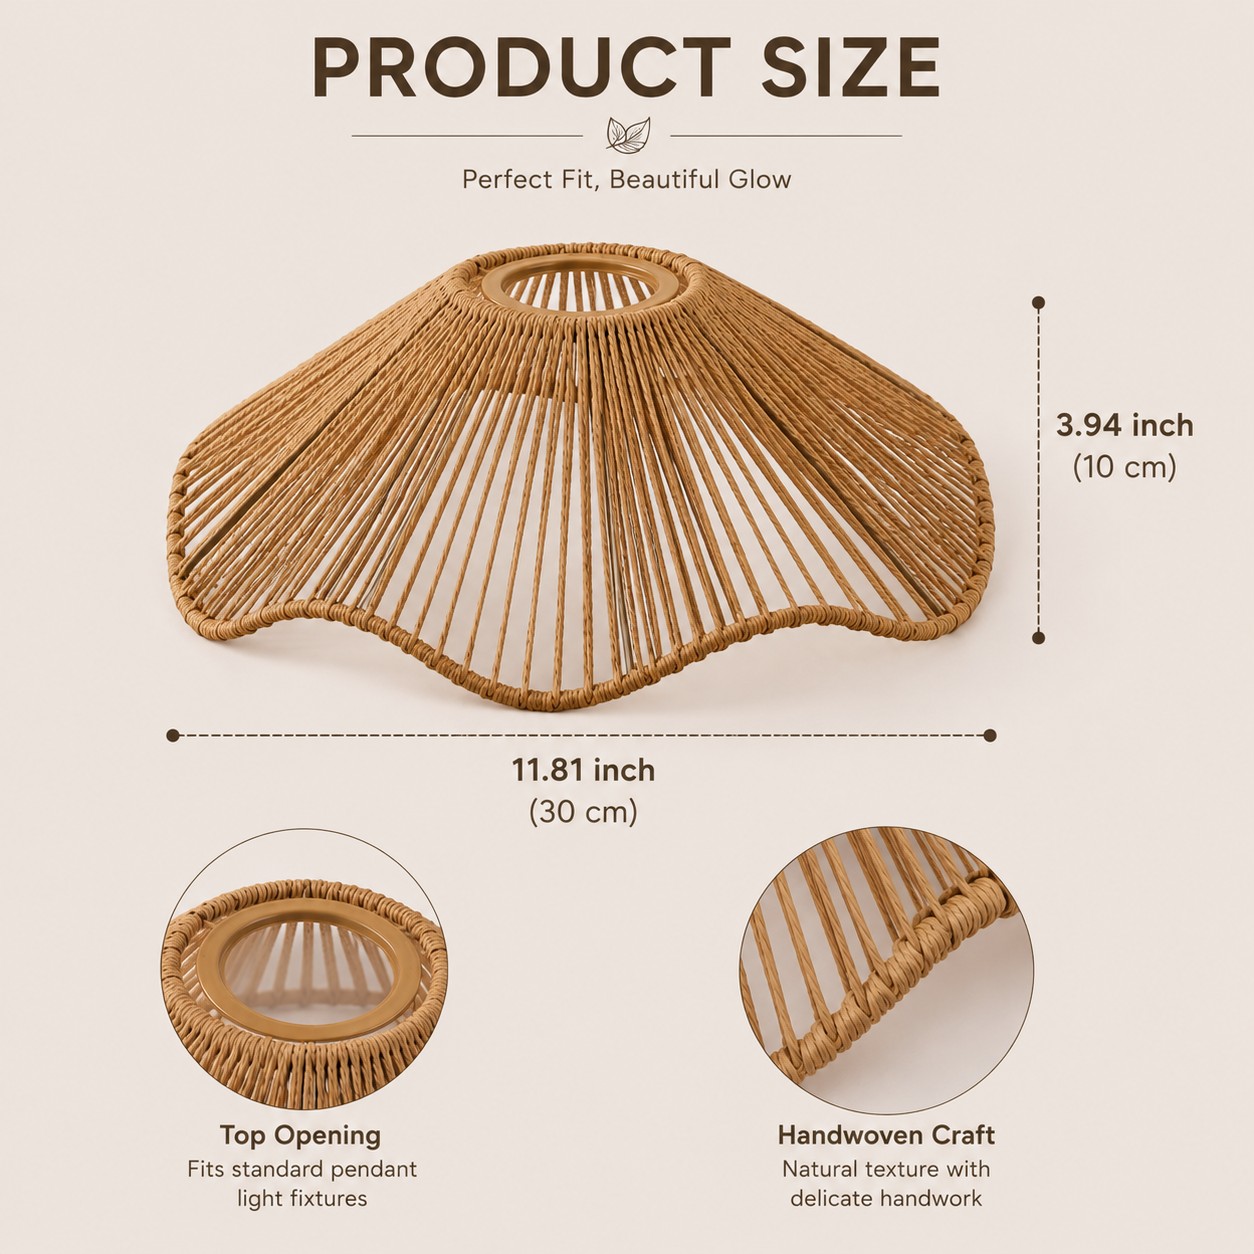 PRODUCT SIZE
Perfect Fit, Beautiful Glow
3.94 inch
(10 cm)
11.81 inch
(30 cm)
Top Opening
Fits standard pendant
light fixtures
Handwoven Craft
Natural texture with
delicate handwork